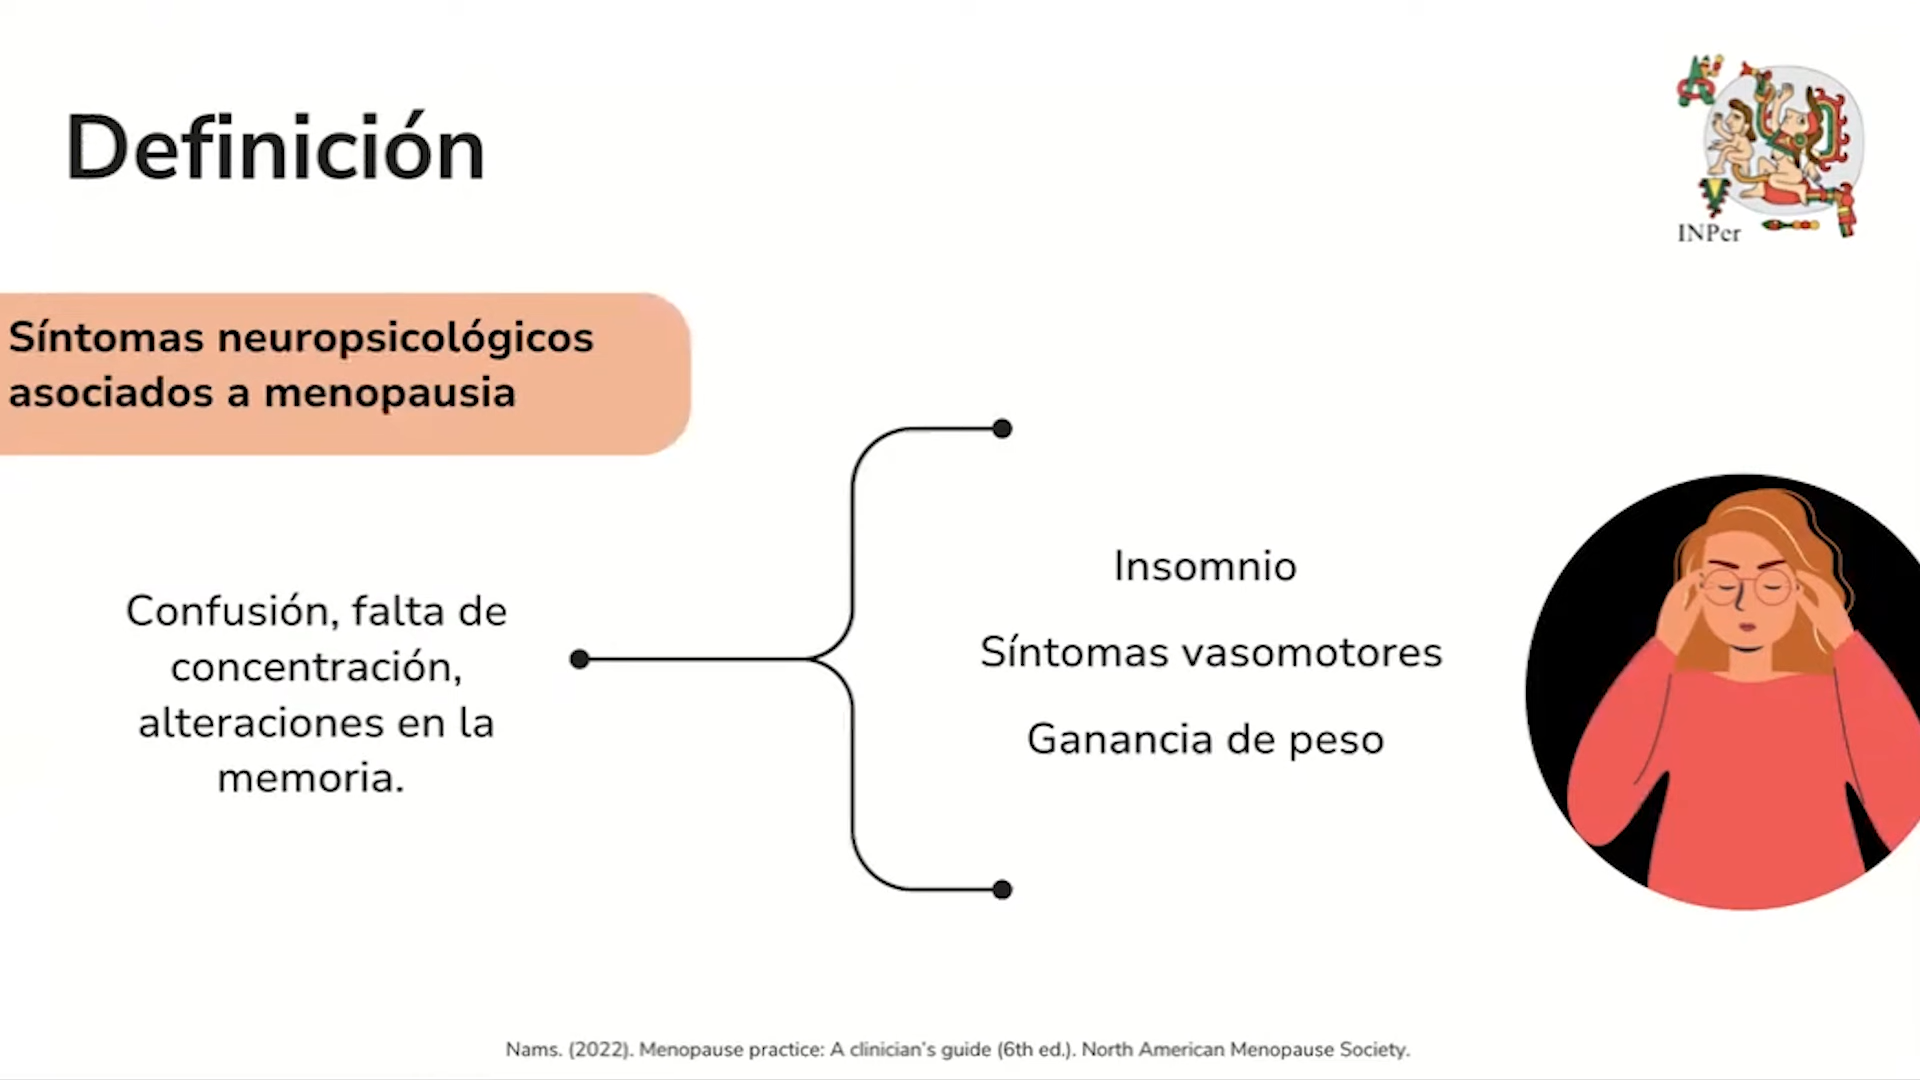 Definición
INPer
Síntomas neuropsicológicos
asociados a menopausia
Confusión, falta de
concentración,
alteraciones en la
memoria.
Insomnio
Síntomas vasomotores
Ganancia de peso
Nams. (2022). Menopause practice: A clinician's guide (6th ed.). North American Menopause Society.